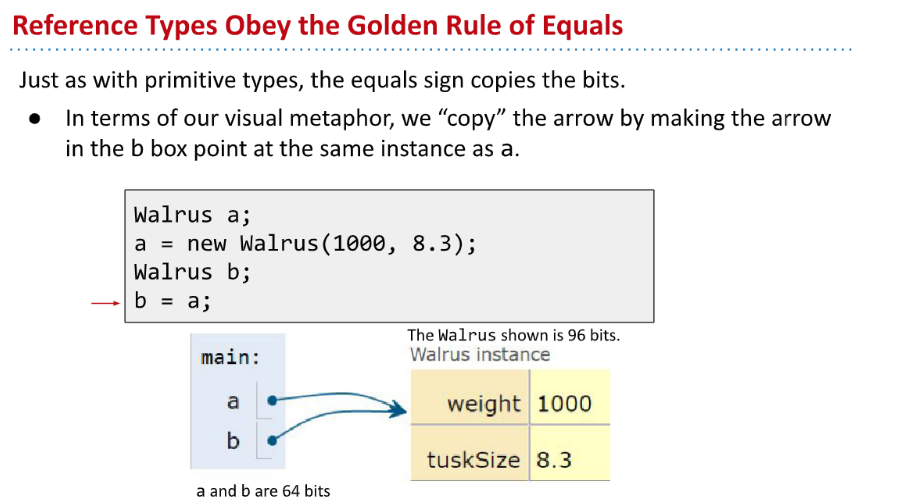 Reference Types Obey the Golden Rule of Equals
Just as with primitive types, the equals sign copies the bits.
● In terms of our visual metaphor, we “copy” the arrow by making the arrow
in the b box point at the same instance as a.
Walrus a;
a = new Walrus(1000, 8.3);
Walrus b;
b = a;
The Walrus shown is 96 bits.
main:
a
b
Walrus instance
weight 1000
tuskSize 8.3
a and b are 64 bits